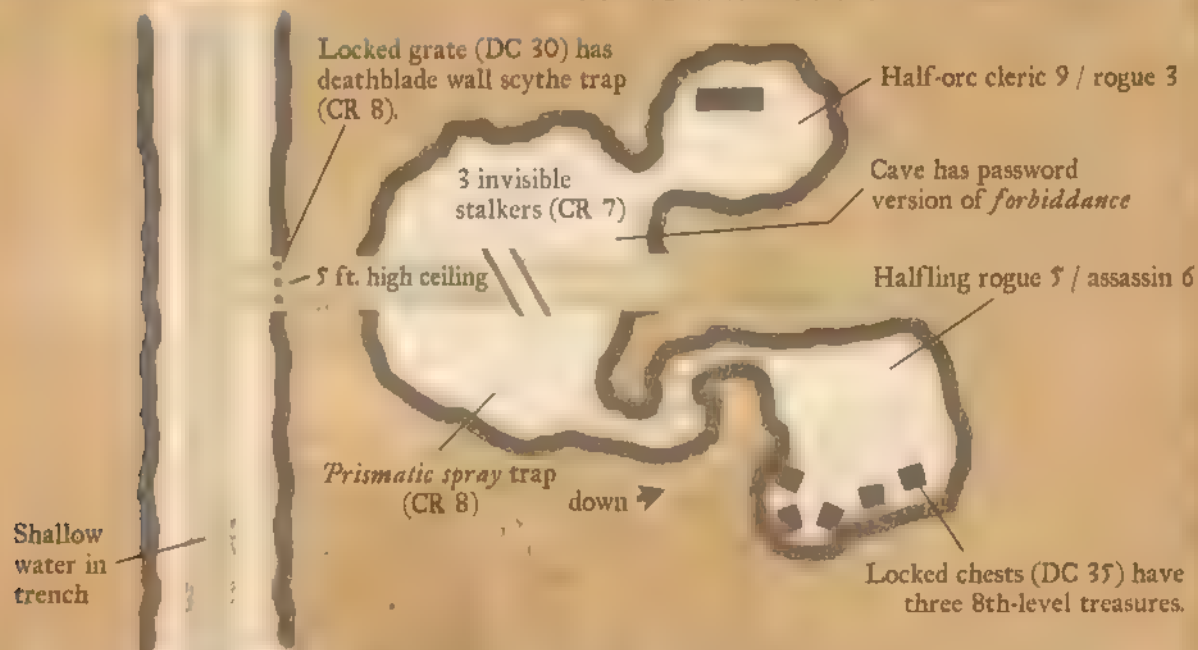 Locked grate (DC 30) has
deathblade wall scythe trap
(CR 8).
Half-orc cleric 9 / rogue 3
3 invisible
stalkers (CR 7)
Cave has password
version of forbiddance
5 ft. high ceiling
Halfling rogue 5 / assassin 6
Prismatic spray trap
(CR 8)
down
Shallow
water in
trench
Locked chests (DC 35) have
three 8th-level treasures.